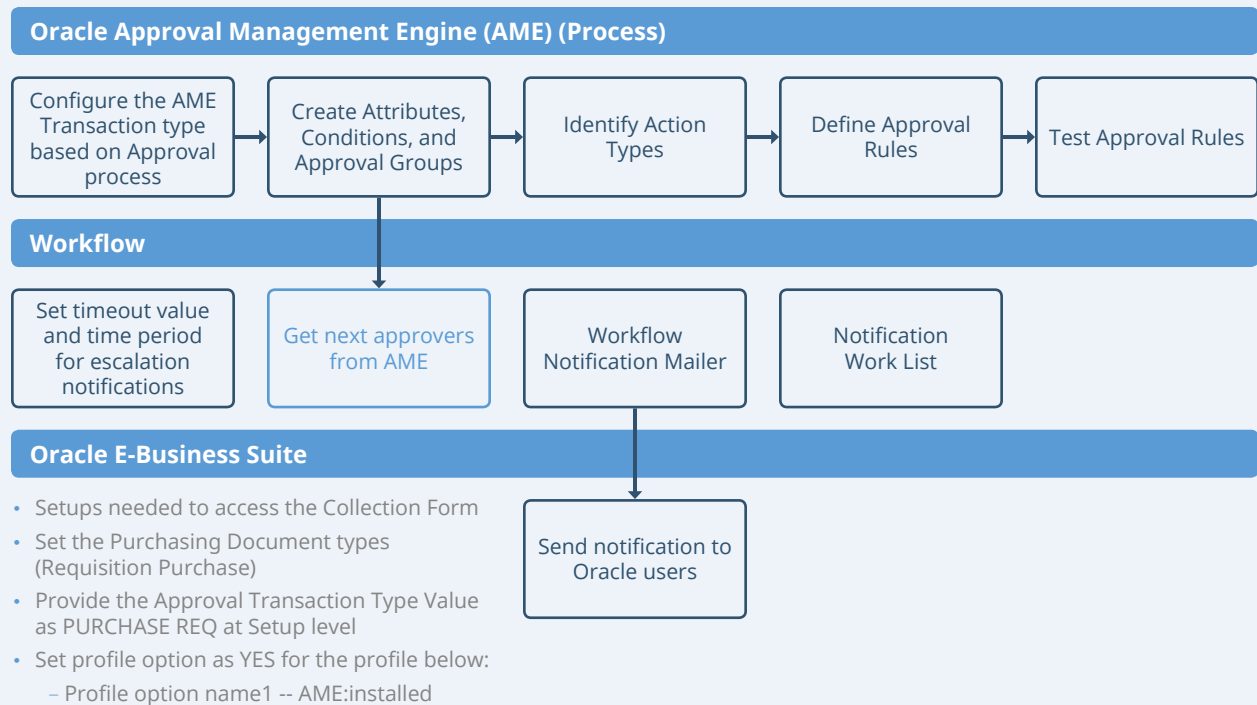 Oracle Approval Management Engine (AME) (Process)
Configure the AME
Transaction type
based on Approval
process
Create Attributes,
Conditions, and
Approval Groups
Identify Action
Types
Define Approval
Rules
Test Approval Rules
Workflow
Set timeout value
and time period
for escalation
notifications
Get next approvers
from AME
Workflow
Notification Mailer
Notification
Work List
Oracle E-Business Suite
• Setups needed to access the Collection Form
• Set the Purchasing Document types
(Requisition Purchase)
• Provide the Approval Transaction Type Value
as PURCHASE REQ at Setup level
• Set profile option as YES for the profile below:
– Profile option name1 -- AME:installed
Send notification to
Oracle users